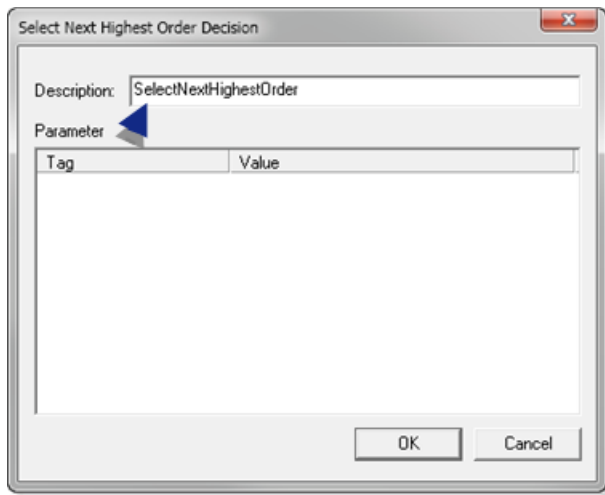 Select Next Highest Order Decision
Description: SelectNextHighestOrder
Parameter
Tag Value
OK Cancel